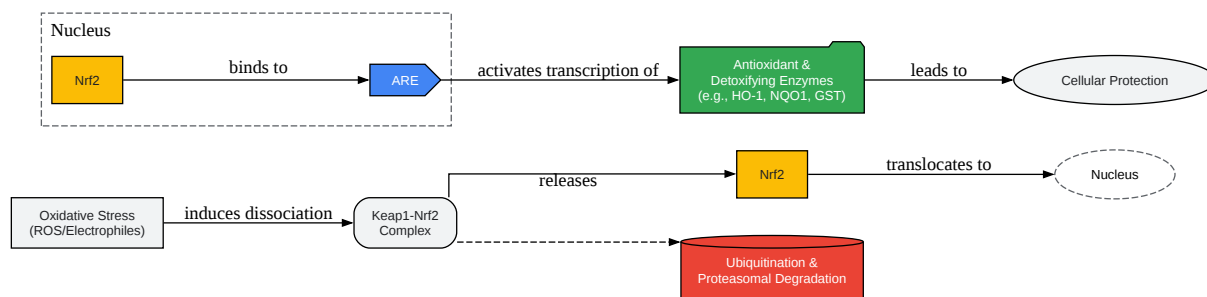 Nucleus
Nrf2
binds to
ARE
activates transcription of
Antioxidant &
Detoxifying Enzymes
(e.g., HO-1, NQO1, GST)
leads to
Cellular Protection
Oxidative Stress
(ROS/Electrophiles)
induces dissociation
Keap1-Nrf2
Complex
releases
Nrf2
translocates to
Nucleus
Ubiquitination &
Proteasomal Degradation